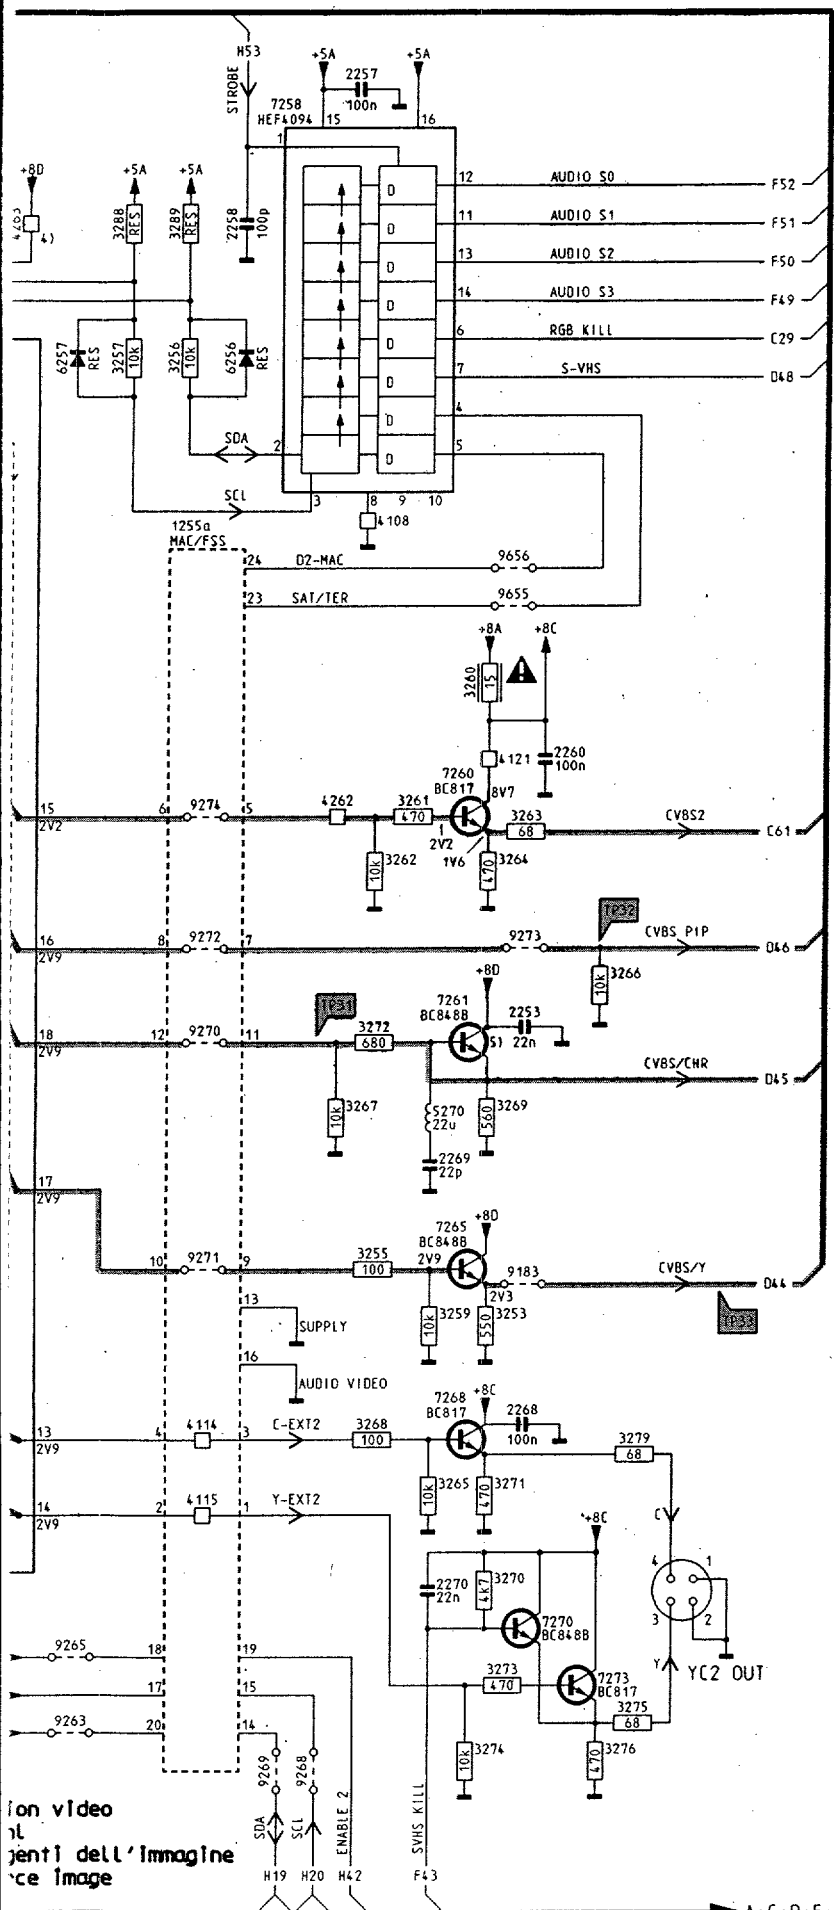 H53
STROBE
+5A
+5A
2257
100n
7258
HEF4094
15
16
1
+8D
+5A
+5A
4)
3288
RES
3289
RES
2258
100p
D
12
AUDIO S0
F52
D
11
AUDIO S1
F51
D
13
AUDIO S2
F50
D
14
AUDIO S3
F49
D
6
RGB KILL
C29
D
7
S-VHS
D48
D
4
D
5
6257
RES
3257
10k
3256
10k
6256
RES
SDA
2
SCL
3
8
9
10
4108
1255a
MAC/FSS
24
D2-MAC
9656
23
SAT/TER
9655
+8A
+8C
3260
15
4121
2260
100n
7260
BC817
8V7
15
2V2
6
9274
5
4262
3261
470
1
2V2
1V6
3263
68
CVBS2
C61
3262
10k
3264
470
TP32
16
2V9
8
9272
7
9273
CVBS PIP
D46
3266
10k
+8D
7261
BC848B
2253
22n
5)
TP31
18
2V9
12
9270
11
3272
680
CVBS/CHR
D45
3267
10k
5270
22u
3269
560
2269
22p
17
2V9
+8D
7265
BC848B
10
9271
9
3255
100
2V9
9183
CVBS/Y
D44
2V3
3259
10k
3253
550
TP33
13
SUPPLY
16
AUDIO VIDEO
7268
BC817
+8C
2268
100n
13
2V9
4
4114
3
C-EXT2
3268
100
3279
68
3265
10k
3271
470
14
2V9
2
4115
1
Y-EXT2
+8C
C
2270
22n
3270
4k7
4
1
3
2
7270
BC848B
9265
18
19
YC2 OUT
Y
17
15
3273
470
7273
BC817
9263
20
14
3275
68
3274
10k
3276
470
9269
9268
SDA
SCL
ENABLE 2
SVHS KILL
ion video
genti dell'immagine
ce image
H19
H20
H42
F43